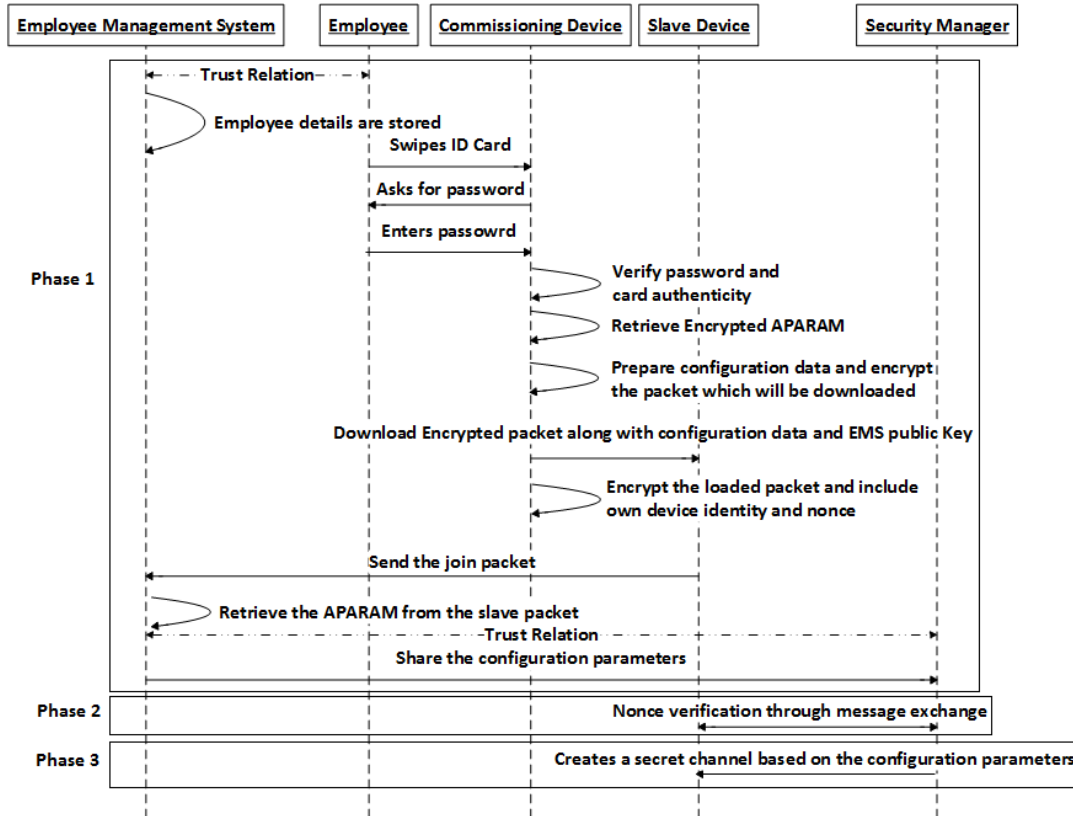 Employee Management System
Employee
Commissioning Device
Slave Device
Security Manager
Trust Relation
Employee details are stored
Swipes ID Card
Asks for password
Enters passowrd
Phase 1
Verify password and
card authenticity
Retrieve Encrypted APARAM
Prepare configuration data and encrypt
the packet which will be downloaded
Download Encrypted packet along with configuration data and EMS public Key
Encrypt the loaded packet and include
own device identity and nonce
Send the join packet
Retrieve the APARAM from the slave packet
Trust Relation
Share the configuration parameters
Phase 2
Nonce verification through message exchange
Phase 3
Creates a secret channel based on the configuration parameters